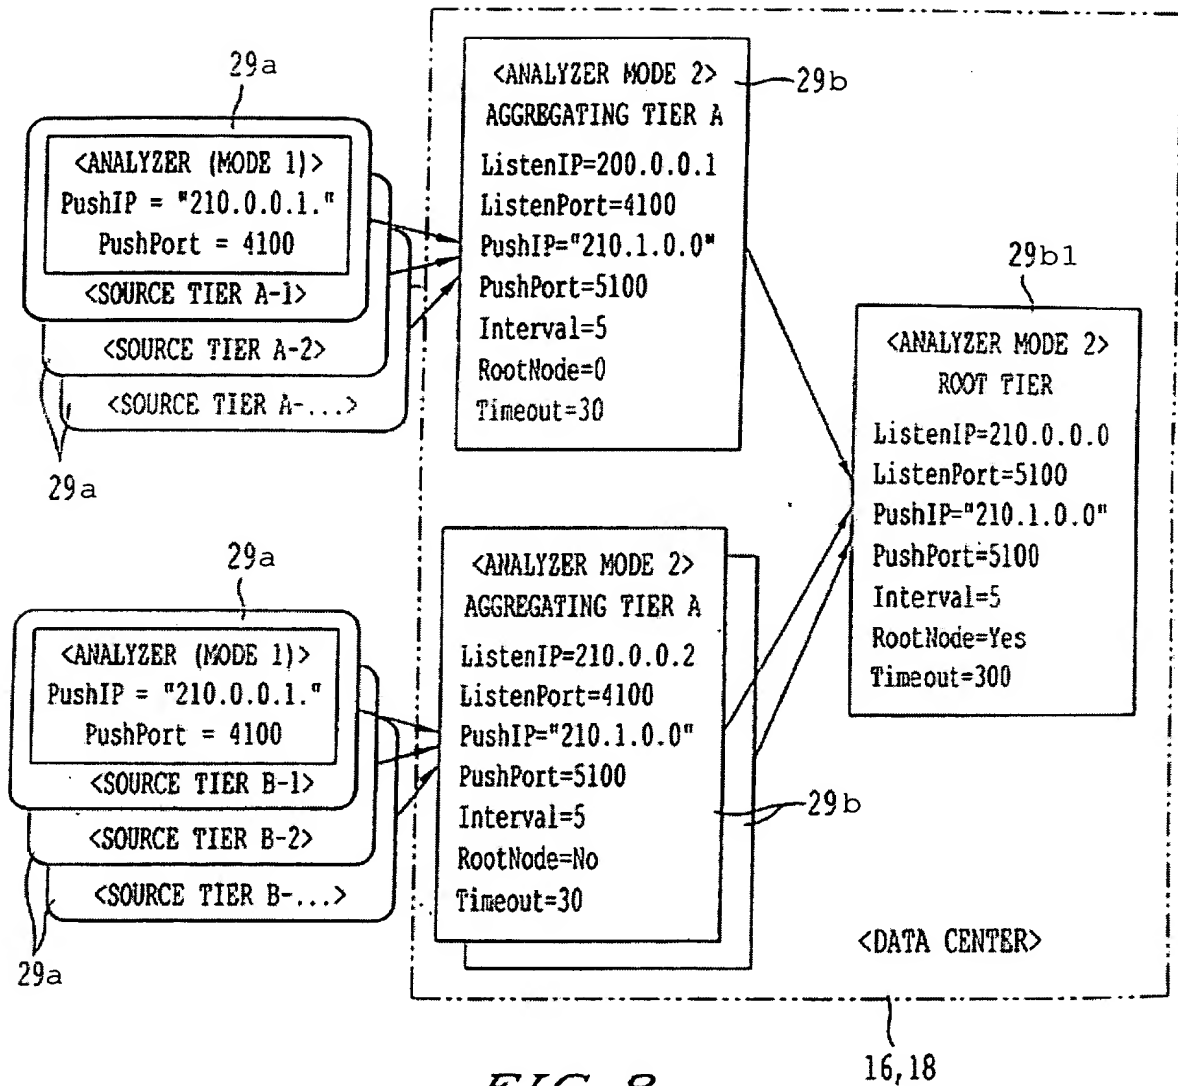 29a
<ANALYZER (MODE 1)>
PushIP = "210.0.0.1."
PushPort = 4100
<SOURCE TIER A-1>
<SOURCE TIER A-2>
<SOURCE TIER A-...>
29a
<ANALYZER MODE 2>
AGGREGATING TIER A
ListenIP=200.0.0.1
ListenPort=4100
PushIP="210.1.0.0"
PushPort=5100
Interval=5
RootNode=0
Timeout=30
29b
29b1
<ANALYZER MODE 2>
ROOT TIER
ListenIP=210.0.0.0
ListenPort=5100
PushIP="210.1.0.0"
PushPort=5100
Interval=5
RootNode=Yes
Timeout=300
29a
<ANALYZER (MODE 1)>
PushIP = "210.0.0.1."
PushPort = 4100
<SOURCE TIER B-1>
<SOURCE TIER B-2>
<SOURCE TIER B-...>
29a
<ANALYZER MODE 2>
AGGREGATING TIER A
ListenIP=210.0.0.2
ListenPort=4100
PushIP="210.1.0.0"
PushPort=5100
Interval=5
RootNode=No
Timeout=30
29b
<DATA CENTER>
16,18